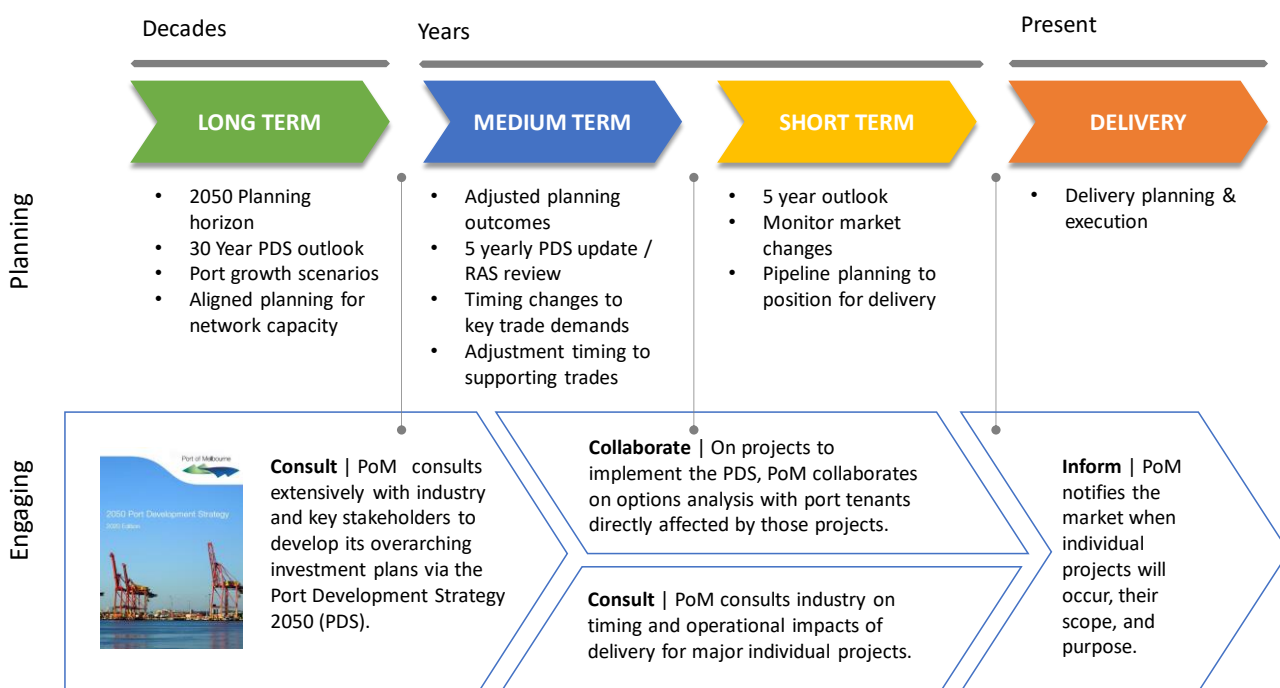 Decades
Years
Present
LONG TERM
MEDIUM TERM
SHORT TERM
DELIVERY
Planning
• 2050 Planning
horizon
• 30 Year PDS outlook
• Port growth scenarios
• Aligned planning for
network capacity
• Adjusted planning
outcomes
• 5 yearly PDS update /
RAS review
• Timing changes to
key trade demands
• Adjustment timing to
supporting trades
• 5 year outlook
• Monitor market
changes
• Pipeline planning to
position for delivery
• Delivery planning &
execution
Engaging
Port of Melbourne
2050 Port Development Strategy
2020 Edition
Consult | PoM consults
extensively with industry
and key stakeholders to
develop its overarching
investment plans via the
Port Development Strategy
2050 (PDS).
Collaborate | On projects to
implement the PDS, PoM collaborates
on options analysis with port tenants
directly affected by those projects.
Consult | PoM consults industry on
timing and operational impacts of
delivery for major individual projects.
Inform | PoM
notifies the
market when
individual
projects will
occur, their
scope, and
purpose.